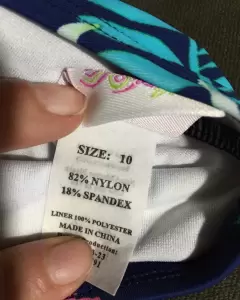 SIZE: 10
82% NYLON
18% SPANDEX
LINER 100% POLYESTER
MADE IN CHINA